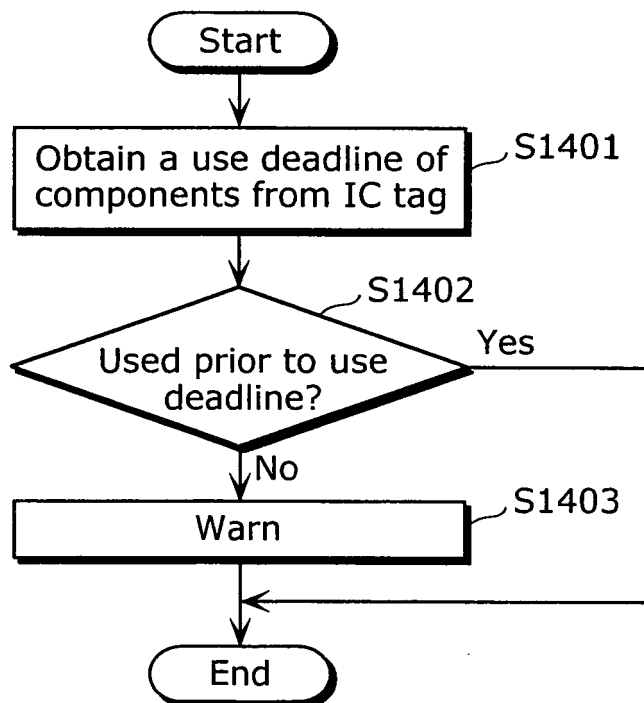 Start
S1401
Obtain a use deadline of
components from IC tag
S1402
Used prior to use
deadline?
Yes
No
S1403
Warn
End